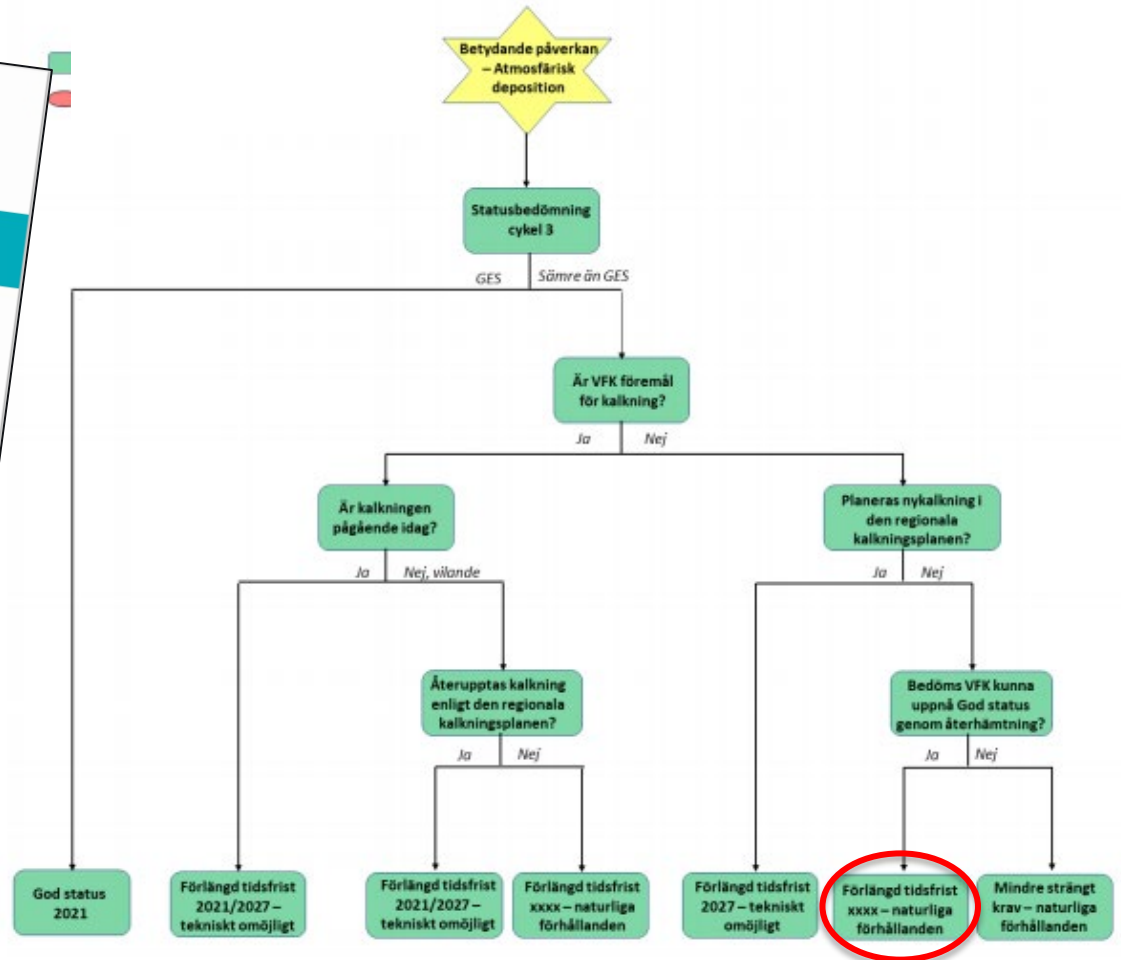 Betydande påverkan
– Atmosfärisk
deposition
Statusbedömning
cykel 3
GES
Sämre än GES
Är VFK föremål
för kalkning?
Ja
Nej
Är kalkningen
pågående idag?
Planeras nykalkning i
den regionala
kalkningsplanen?
Ja
Nej, vilande
Ja
Nej
Återupptas kalkning
enligt den regionala
kalkningsplanen?
Bedöms VFK kunna
uppnå God status
genom återhämtning?
Ja
Nej
Ja
Nej
God status
2021
Förlängd tidsfrist
2021/2027 –
tekniskt omöjligt
Förlängd tidsfrist
2021/2027 –
tekniskt omöjligt
Förlängd tidsfrist
xxxx – naturliga
förhållanden
Förlängd tidsfrist
2027 – tekniskt
omöjligt
Förlängd tidsfrist
xxxx – naturliga
förhållanden
Mindre strängt
krav – naturliga
förhållanden